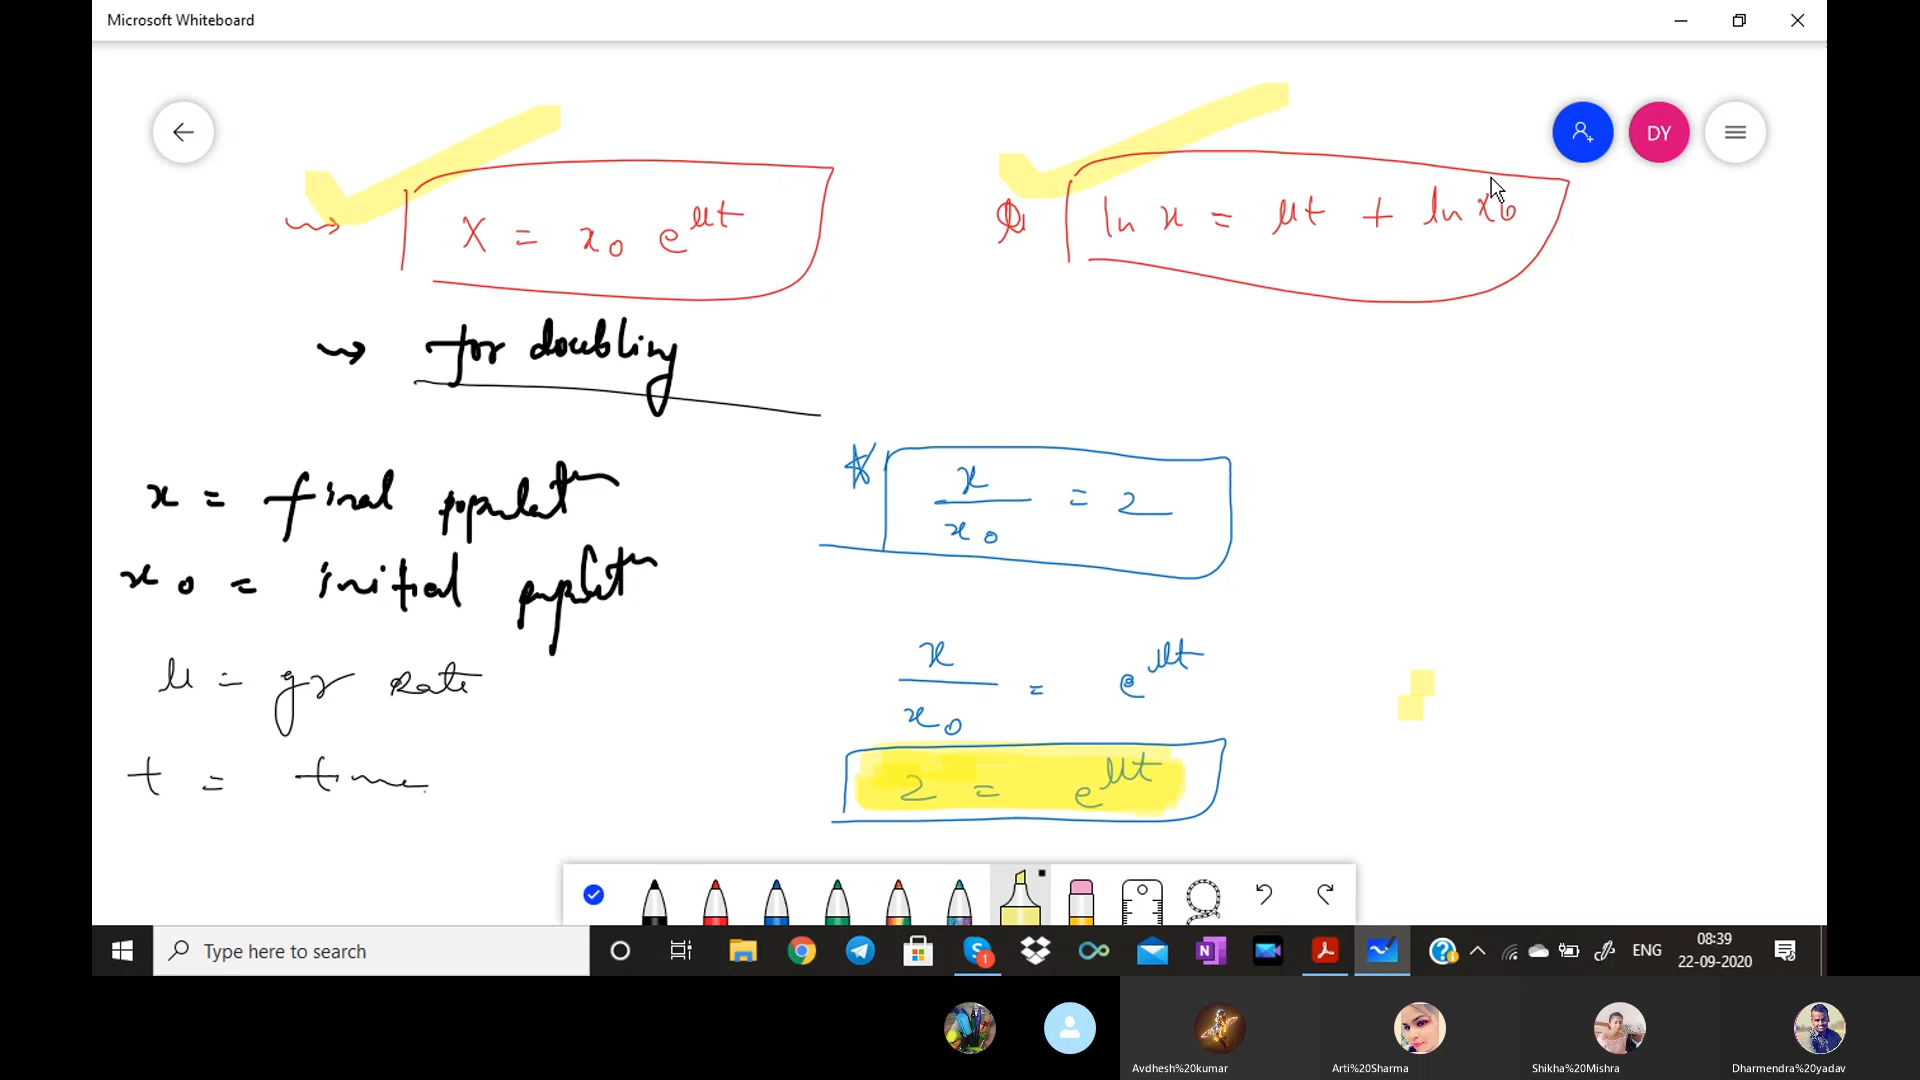 Microsoft Whiteboard
DY
X = x₀ e^μt
ln x = μt + ln x₀
for doubling
x = final populatn
x₀ = initial populatn
μ = gr Rate
t = time
x/x₀ = 2
x/x₀ = e^μt
2 = e^μt
Type here to search
1
N
ENG
08:39
22-09-2020
Avdhesh%20kumar
Arti%20Sharma
Shikha%20Mishra
Dharmendra%20yadav